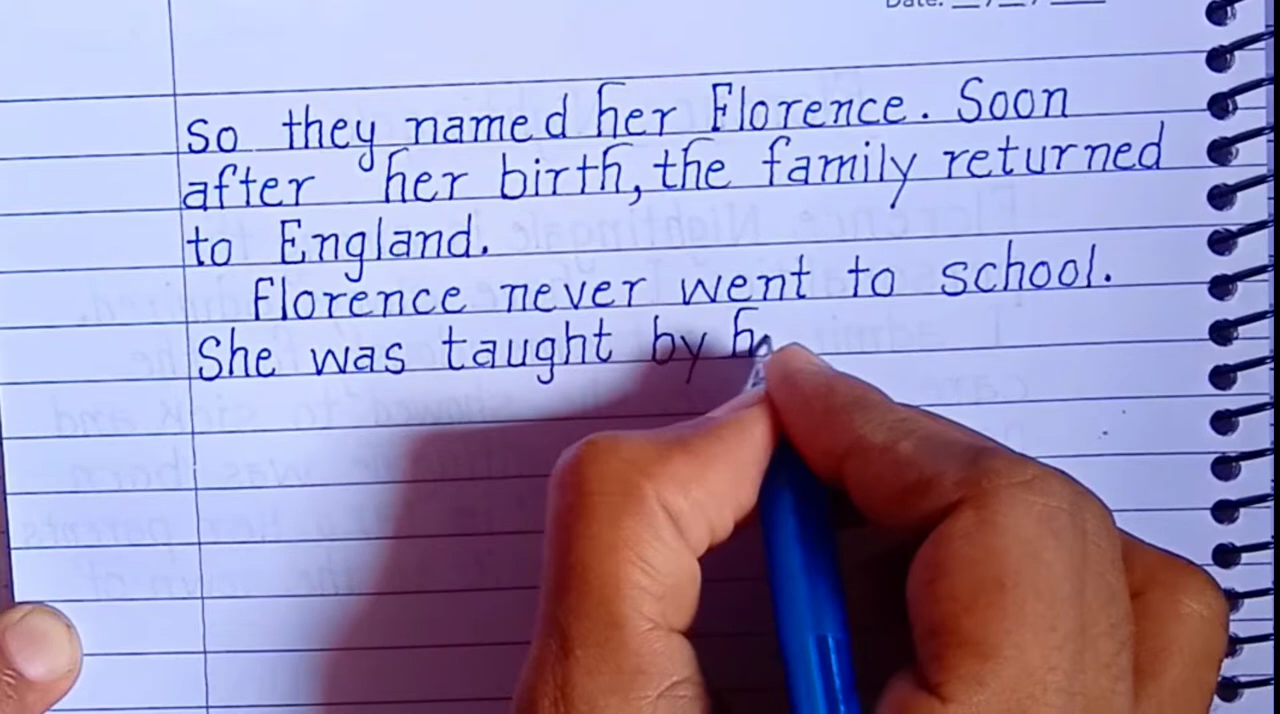 Date:
So they named her Florence. Soon
after her birth, the family returned
to England.
Florence never went to school.
She was taught by